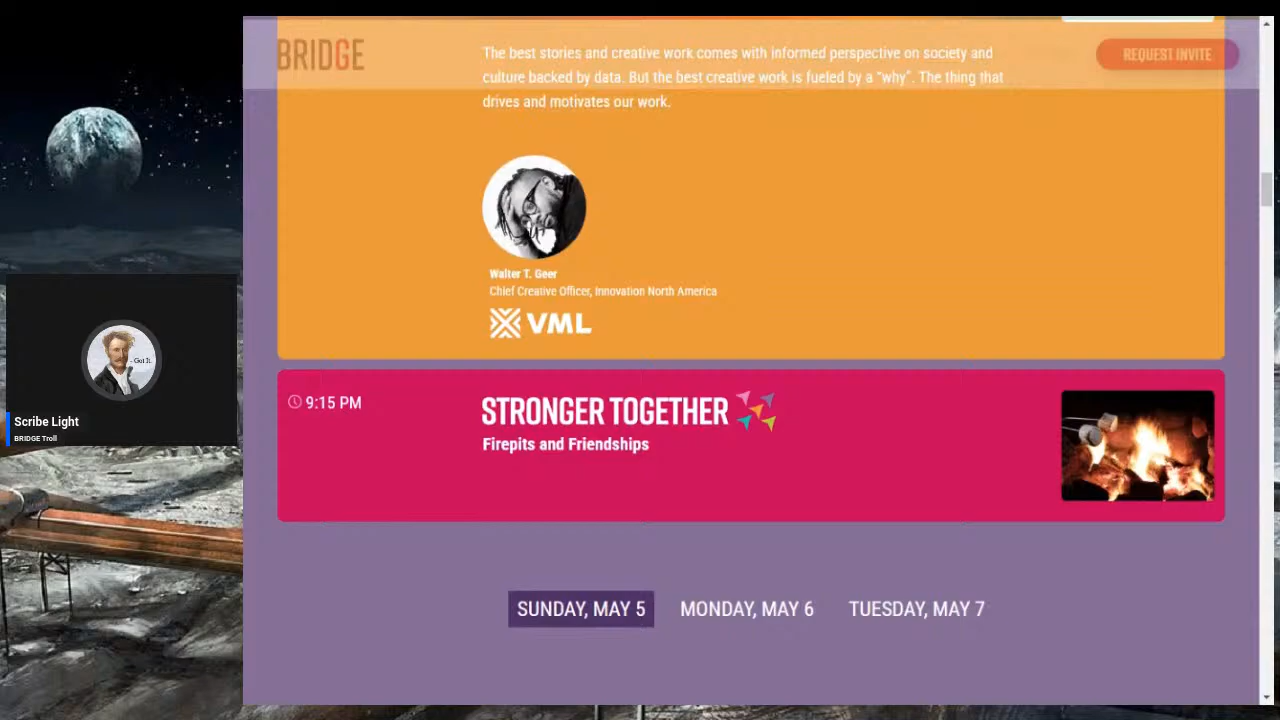 BRIDGE
REQUEST INVITE
The best stories and creative work comes with informed perspective on society and
culture backed by data. But the best creative work is fueled by a "why". The thing that
drives and motivates our work.
Walter T. Geer
Chief Creative Officer, Innovation North America
VML
9:15 PM
STRONGER TOGETHER
Firepits and Friendships
SUNDAY, MAY 5
MONDAY, MAY 6
TUESDAY, MAY 7
- Got It.
Scribe Light
BRIDGE Troll